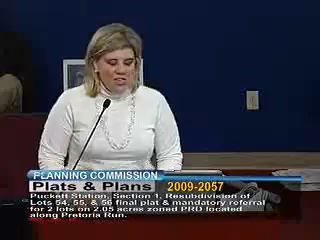 PLANNING COMMISSION
Plats & Plans 2009-2057
Puckett Station, Section 1, Resubdivision of
Lots 54, 55, & 56 final plat & mandatory referral
for 2 lots on 2.05 acres zoned PRD located
along Pretoria Run.